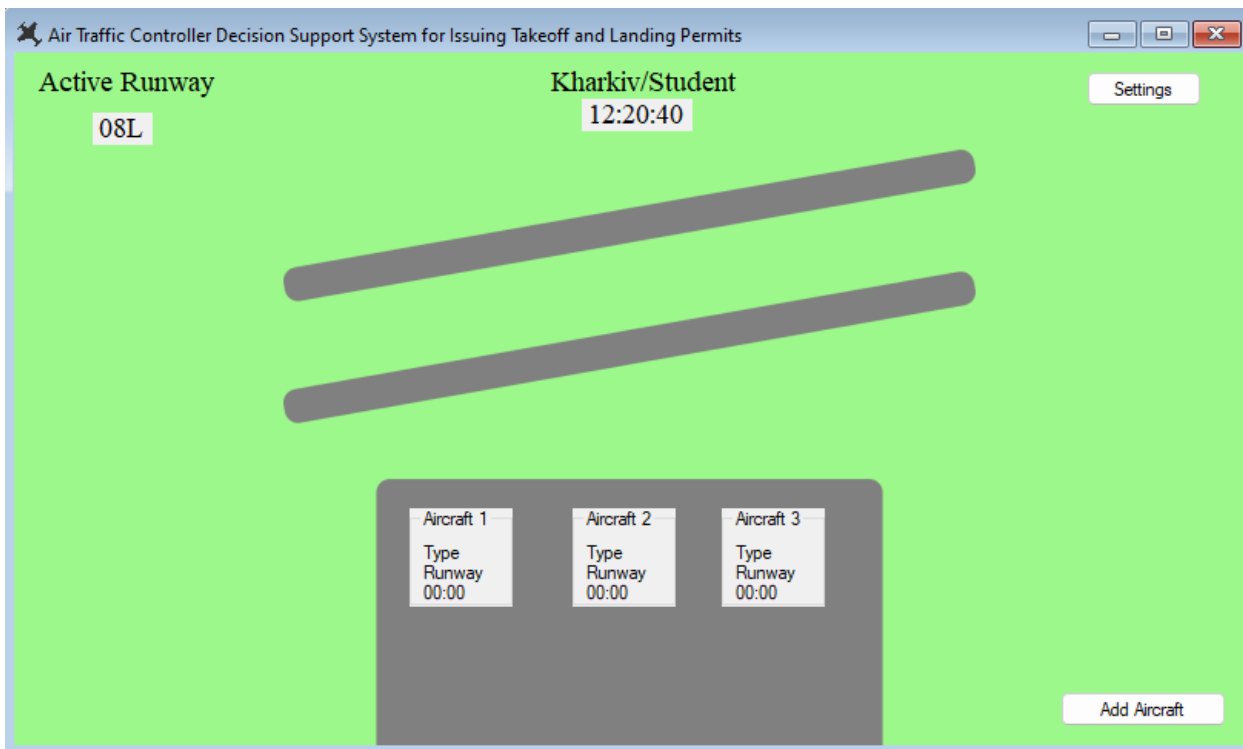 Air Traffic Controller Decision Support System for Issuing Takeoff and Landing Permits
Active Runway
Kharkiv/Student
Settings
08L
12:20:40
Aircraft 1
Type
Runway
00:00
Aircraft 2
Type
Runway
00:00
Aircraft 3
Type
Runway
00:00
Add Aircraft